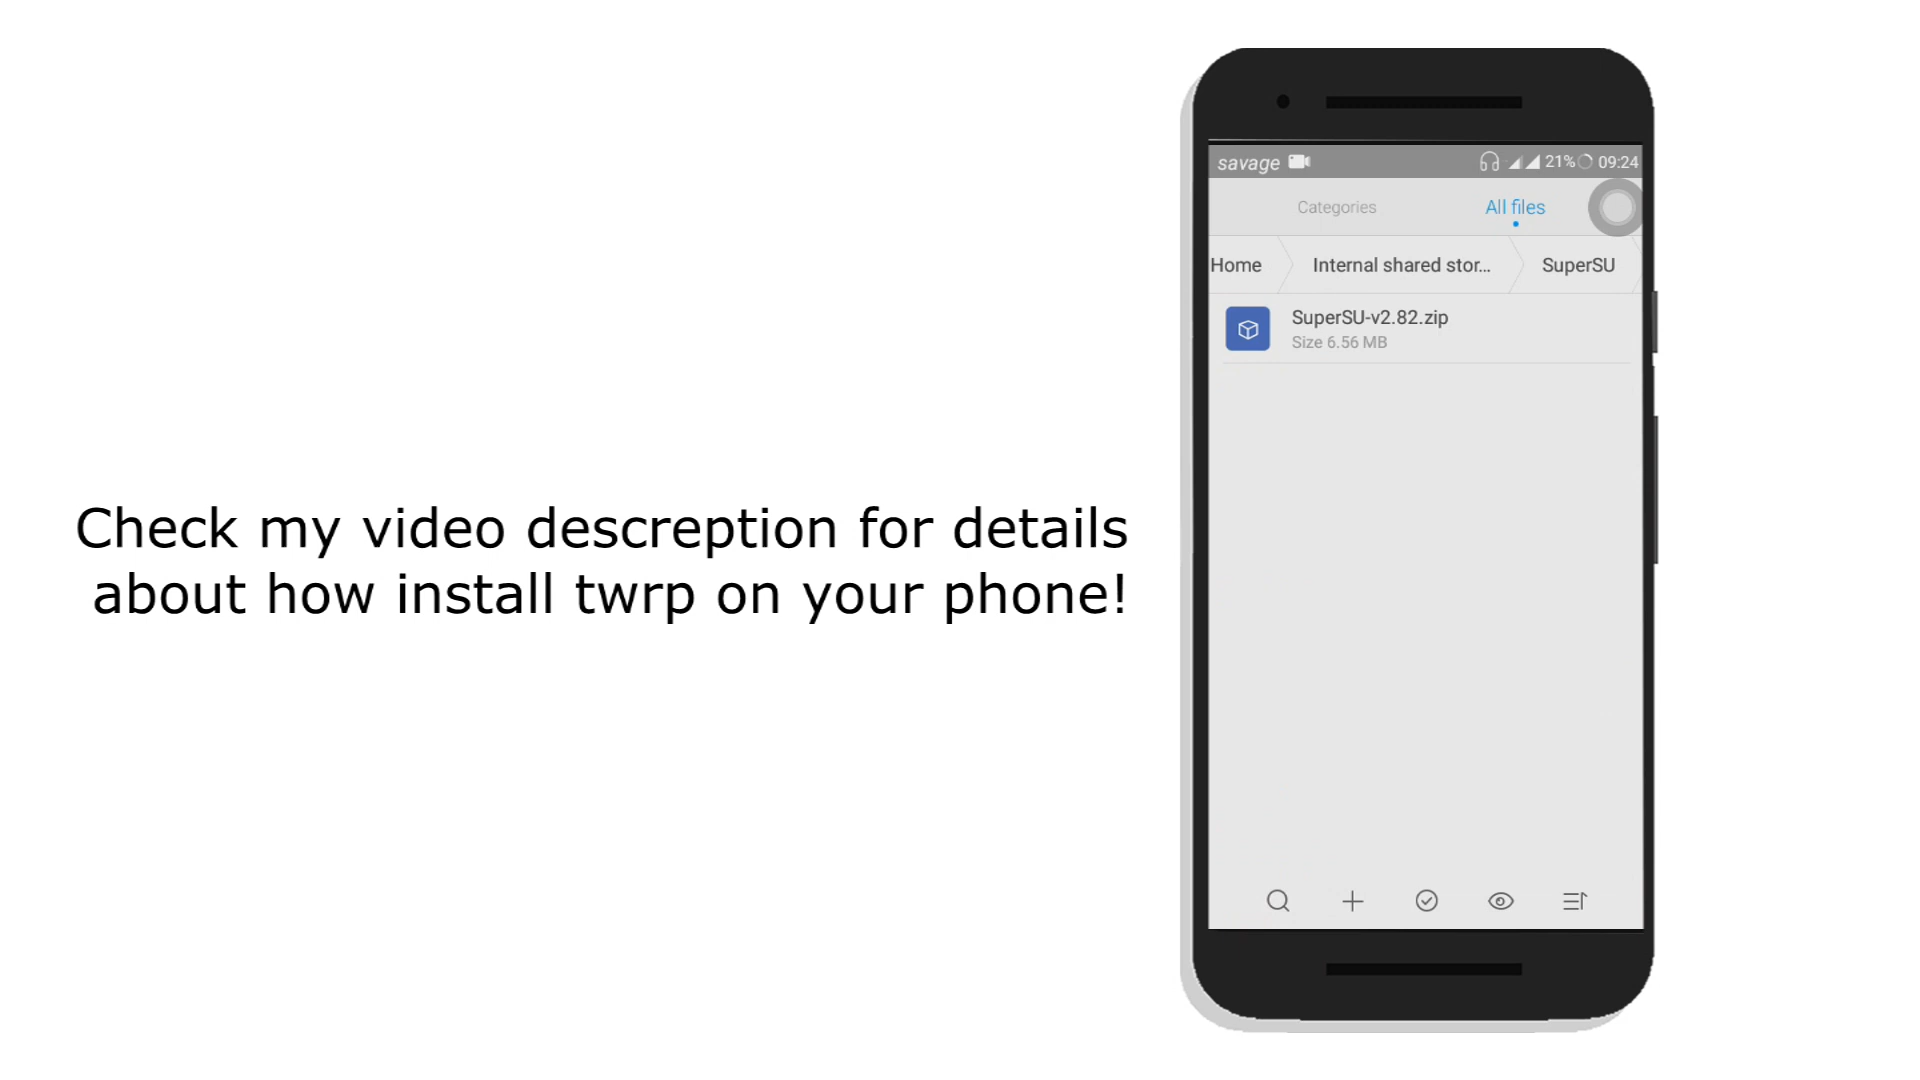 Check my video descreption for details
about how install twrp on your phone!
savage 21% 09:24
Categories All files
Home Internal shared stor... SuperSU
SuperSU-v2.82.zip
Size 6.56 MB